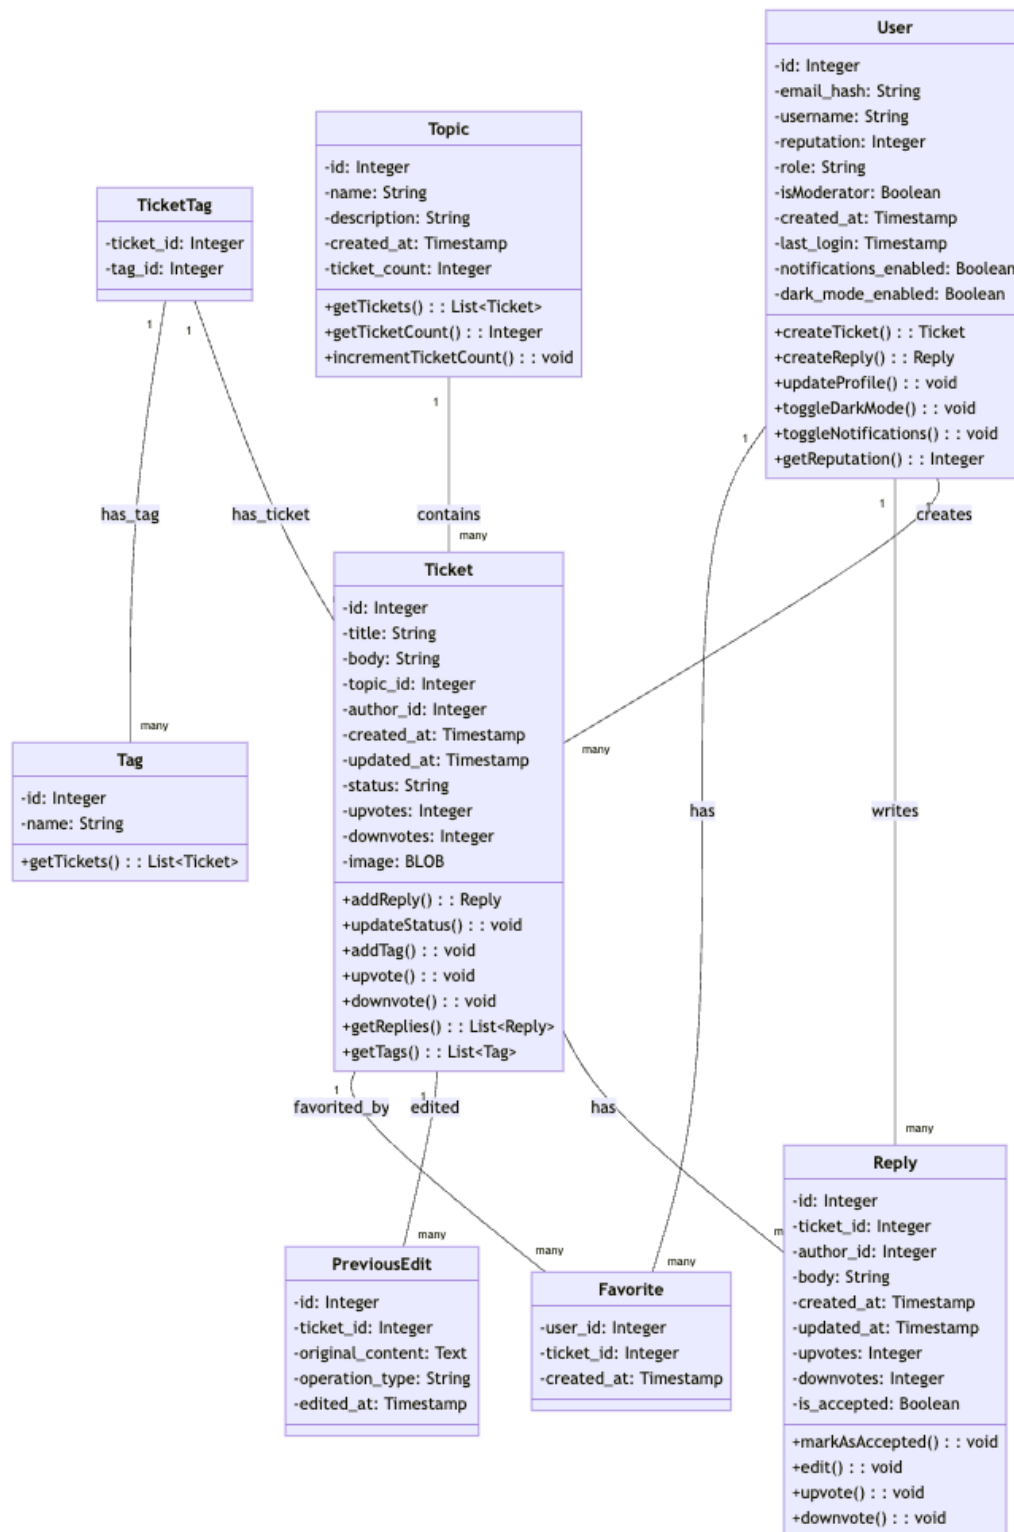 User
-id: Integer
-email_hash: String
-username: String
-reputation: Integer
-role: String
-isModerator: Boolean
-created_at: Timestamp
-last_login: Timestamp
-notifications_enabled: Boolean
-dark_mode_enabled: Boolean
+createTicket() : : Ticket
+createReply() : : Reply
+updateProfile() : : void
+toggleDarkMode() : : void
+toggleNotifications() : : void
+getReputation() : : Integer
Topic
-id: Integer
-name: String
-description: String
-created_at: Timestamp
-ticket_count: Integer
+getTickets() : : List<Ticket>
+getTicketCount() : : Integer
+incrementTicketCount() : : void
TicketTag
-ticket_id: Integer
-tag_id: Integer
1
1
1
1
1
1
has_tag
has_ticket
contains
creates
many
many
many
Ticket
-id: Integer
-title: String
-body: String
-topic_id: Integer
-author_id: Integer
-created_at: Timestamp
-updated_at: Timestamp
-status: String
-upvotes: Integer
-downvotes: Integer
-image: BLOB
+addReply() : : Reply
+updateStatus() : : void
+addTag() : : void
+upvote() : : void
+downvote() : : void
+getReplies() : : List<Reply>
+getTags() : : List<Tag>
Tag
-id: Integer
-name: String
+getTickets() : : List<Ticket>
has
writes
1
1
favorited_by
edited
has
many
many
many
many
m
PreviousEdit
-id: Integer
-ticket_id: Integer
-original_content: Text
-operation_type: String
-edited_at: Timestamp
Favorite
-user_id: Integer
-ticket_id: Integer
-created_at: Timestamp
Reply
-id: Integer
-ticket_id: Integer
-author_id: Integer
-body: String
-created_at: Timestamp
-updated_at: Timestamp
-upvotes: Integer
-downvotes: Integer
-is_accepted: Boolean
+markAsAccepted() : : void
+edit() : : void
+upvote() : : void
+downvote() : : void